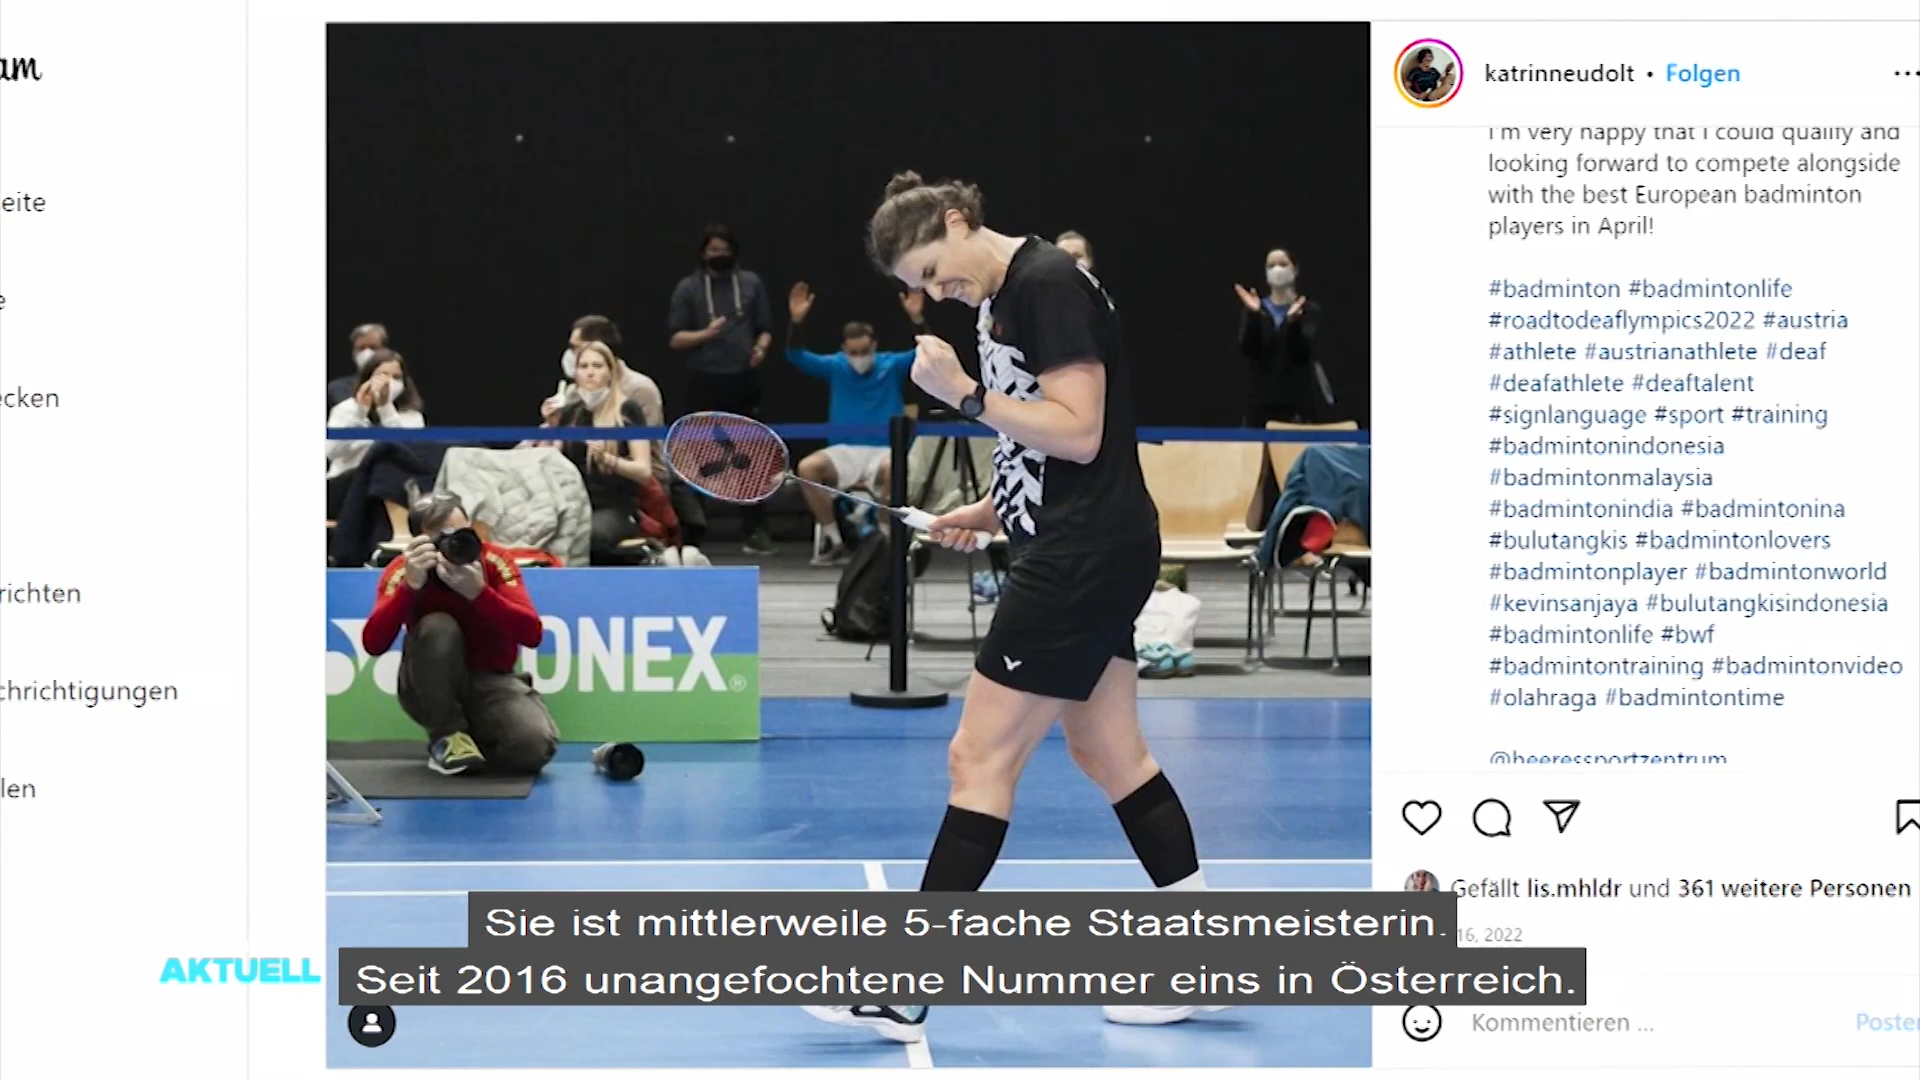 am
eite
e
ecken
richten
chrichtigungen
len
YONEX
®
katrinneudolt • Folgen
I'm very happy that I could qualify and
looking forward to compete alongside
with the best European badminton
players in April!
#badminton #badmintonlife
#roadtodeaflympics2022 #austria
#athlete #austrianathlete #deaf
#deafathlete #deaftalent
#signlanguage #sport #training
#badmintonindonesia
#badmintonmalaysia
#badmintonindia #badmintonina
#bulutangkis #badmintonlovers
#badmintonplayer #badmintonworld
#kevinsanjaya #bulutangkisindonesia
#badmintonlife #bwf
#badmintontraining #badmintonvideo
#olahraga #badmintontime
@heeressportzentrum
Gefällt lis.mhldr und 361 weitere Personen
16, 2022
Kommentieren ...
Poste
Sie ist mittlerweile 5-fache Staatsmeisterin.
AKTUELL
Seit 2016 unangefochtene Nummer eins in Österreich.